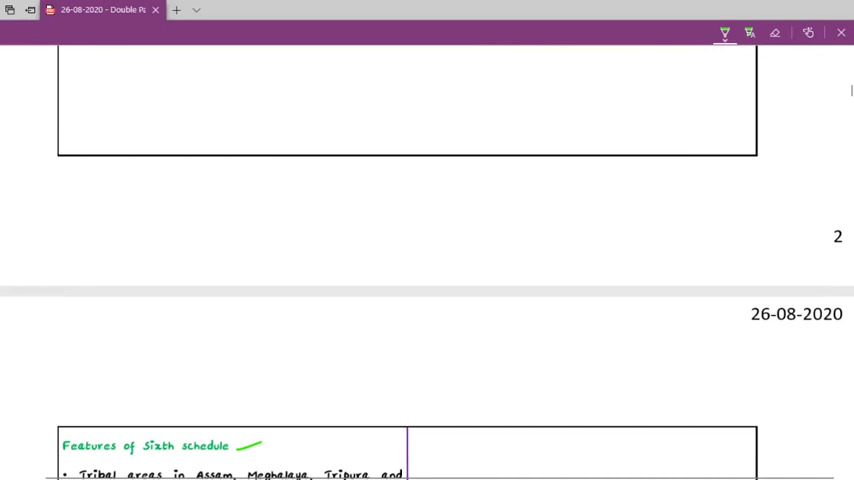 26-08-2020 - Double Pa
2
26-08-2020
Features of Sixth schedule
• Tribal areas in Assam, Meghalaya, Tripura and